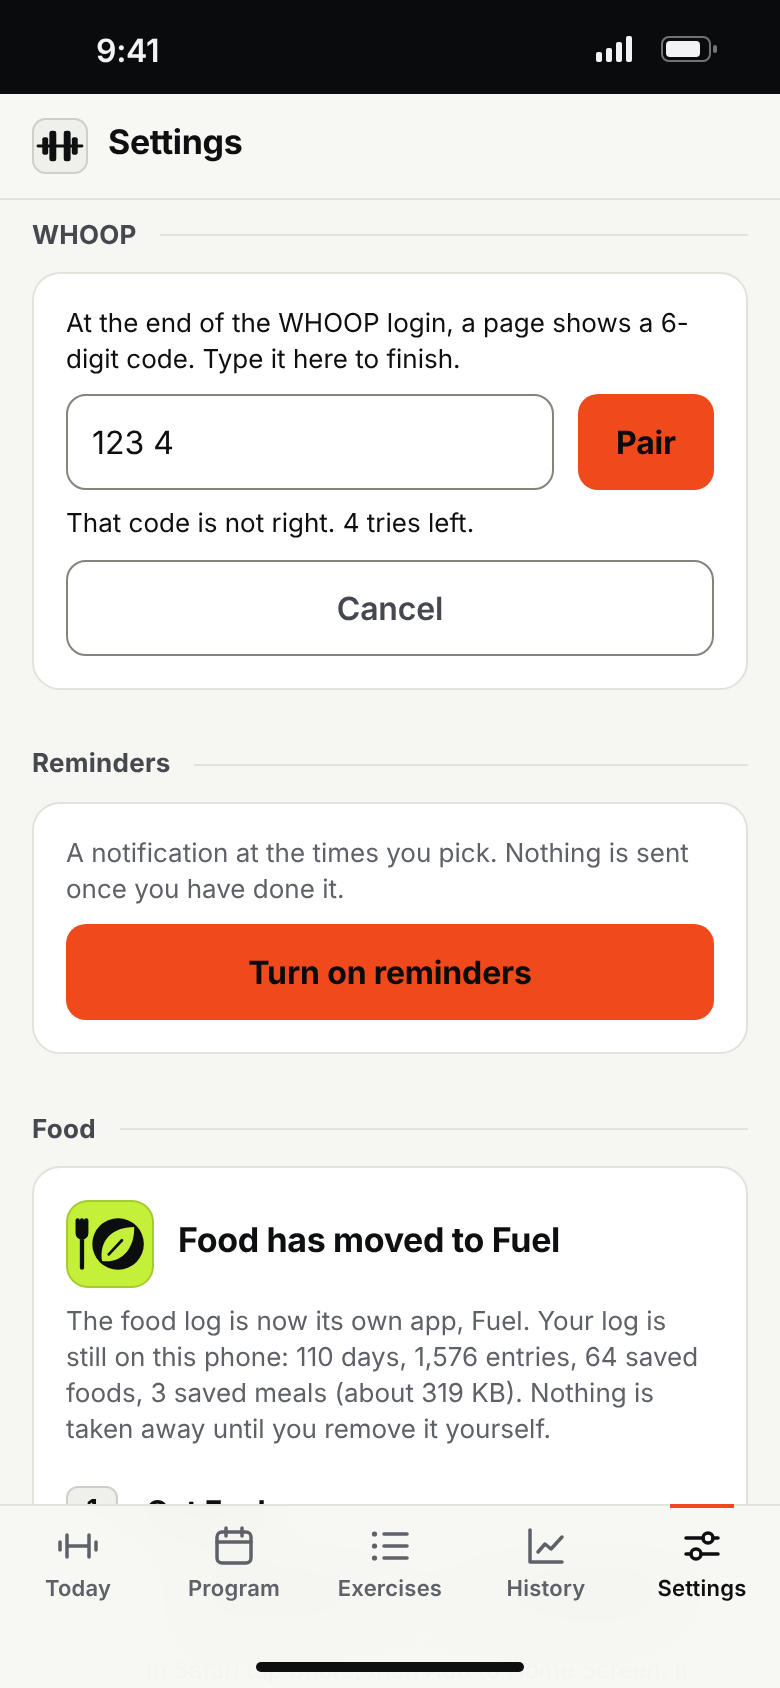 9:41
Settings
WHOOP
At the end of the WHOOP login, a page shows a 6-
digit code. Type it here to finish.
123 4
Pair
That code is not right. 4 tries left.
Cancel
Reminders
A notification at the times you pick. Nothing is sent
once you have done it.
Turn on reminders
Food
Food has moved to Fuel
The food log is now its own app, Fuel. Your log is
still on this phone: 110 days, 1,576 entries, 64 saved
foods, 3 saved meals (about 319 KB). Nothing is
taken away until you remove it yourself.
Today
Program
Exercises
History
Settings